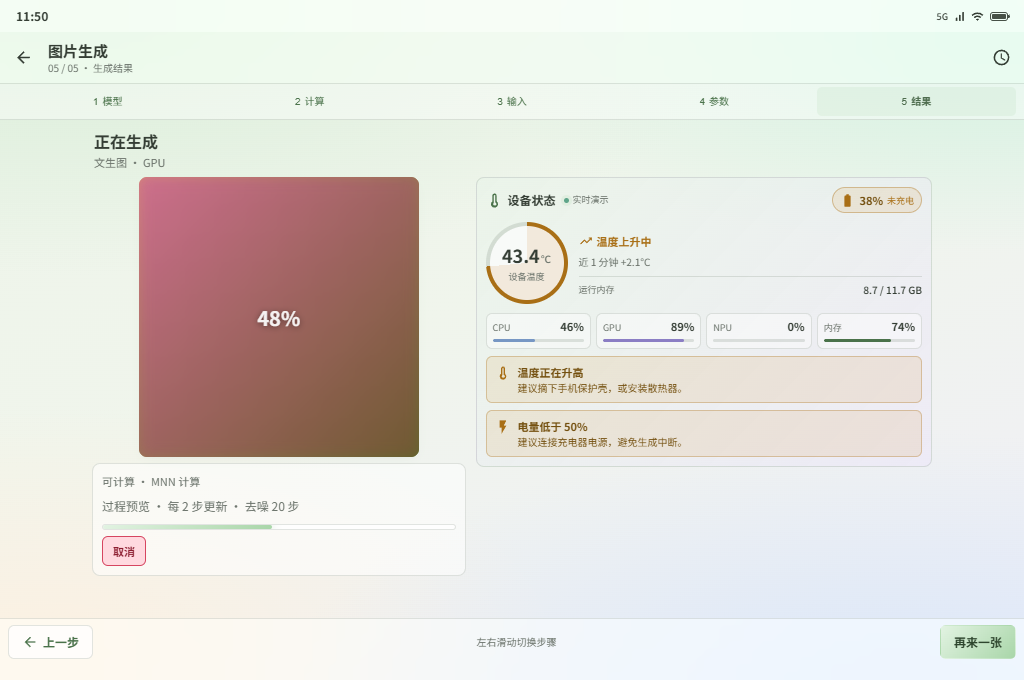 11:50
5G
图片生成
05 / 05 • 生成结果
1 模型
2 计算
3 输入
4 参数
5 结果
正在生成
文生图 • GPU
48%
可计算 • MNN 计算
过程预览 • 每 2 步更新 • 去噪 20 步
取消
设备状态
实时演示
38% 未充电
43.4°C
设备温度
温度上升中
近 1 分钟 +2.1°C
运行内存
8.7 / 11.7 GB
CPU 46%
GPU 89%
NPU 0%
内存 74%
温度正在升高
建议摘下手机保护壳，或安装散热器。
电量低于 50%
建议连接充电器电源，避免生成中断。
上一步
左右滑动切换步骤
再来一张